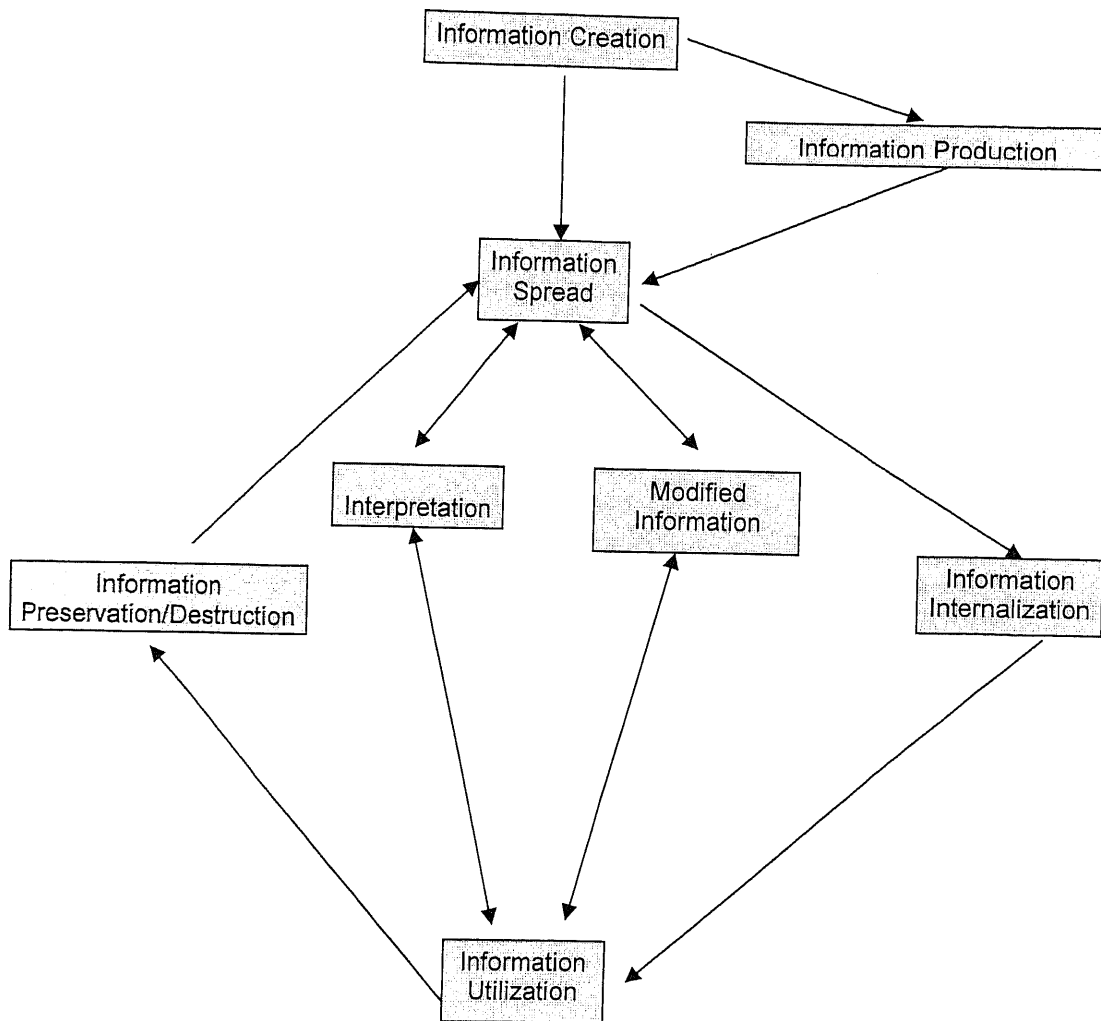 Information Creation
Information Production
Information
Spread
Interpretation
Modified
Information
Information
Preservation/Destruction
Information
Internalization
Information
Utilization